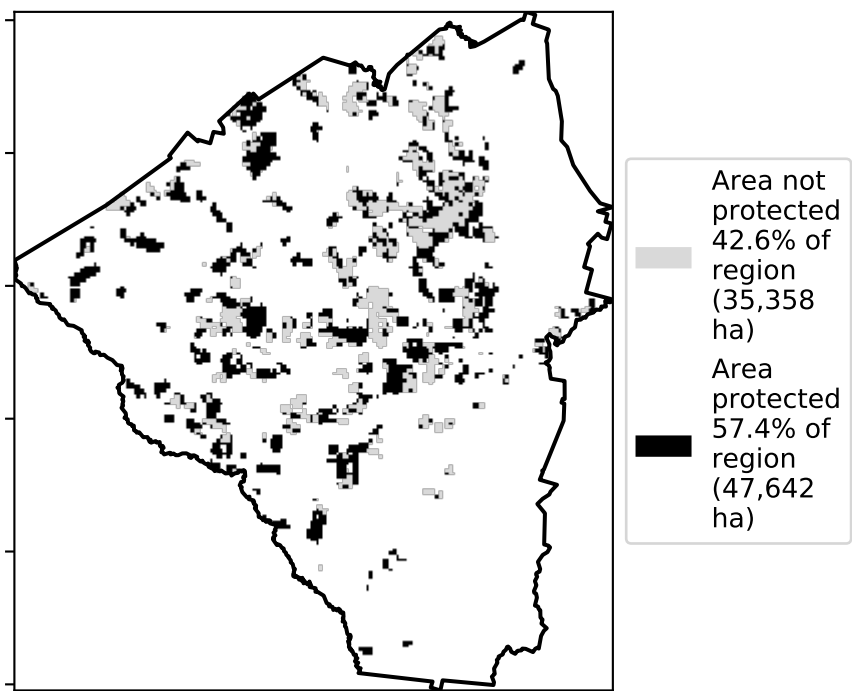 Area not
protected
42.6% of
region
(35,358
ha)
Area
protected
57.4% of
region
(47,642
ha)